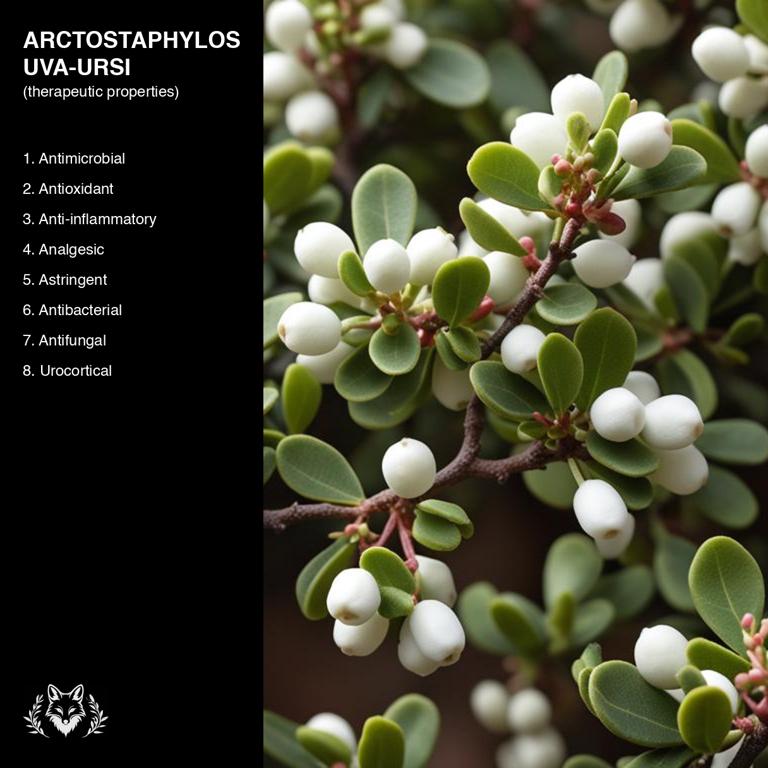 ARCTOSTAPHYLOS
UVA-URSI
(therapeutic properties)
1. Antimicrobial
2. Antioxidant
3. Anti-inflammatory
4. Analgesic
5. Astringent
6. Antibacterial
7. Antifungal
8. Urocortical